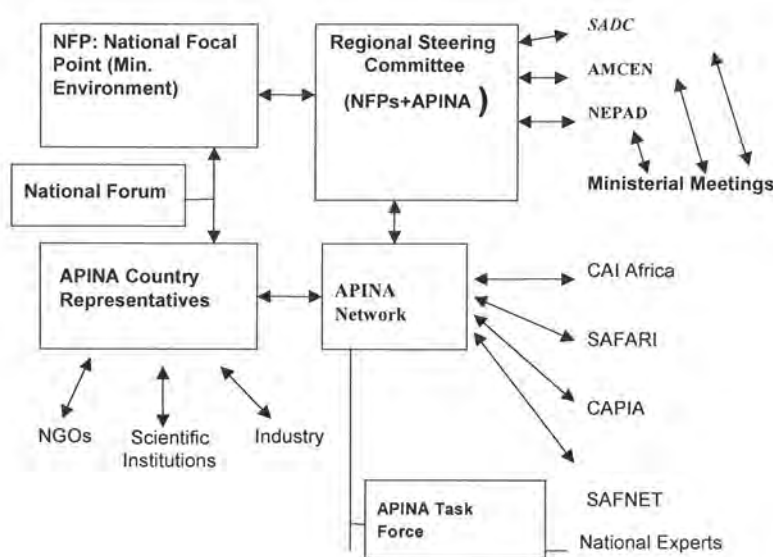 NFP: National Focal
Point (Min.
Environment)
Regional Steering
Committee
(NFPs+APINA )
SADC
AMCEN
NEPAD
Ministerial Meetings
National Forum
APINA Country
Representatives
APINA
Network
CAI Africa
SAFARI
CAPIA
SAFNET
NGOs
Scientific
Institutions
Industry
APINA Task
Force
National Experts